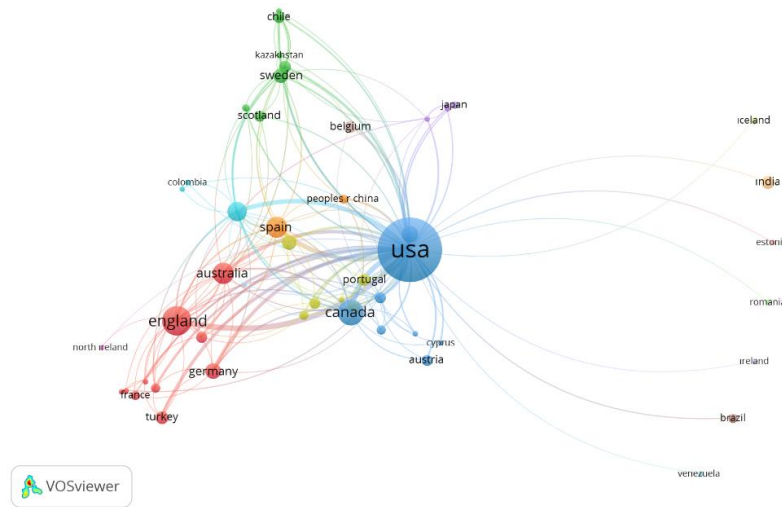 chile
kazakhstan
sweden
scotland
japan
belgium
iceland
colombia
peoples r china
india
spain
usa
estoni
australia
portugal
romania
england
canada
north ireland
cyprus
ireland
germany
austria
france
turkey
brazil
venezuela
VOSviewer